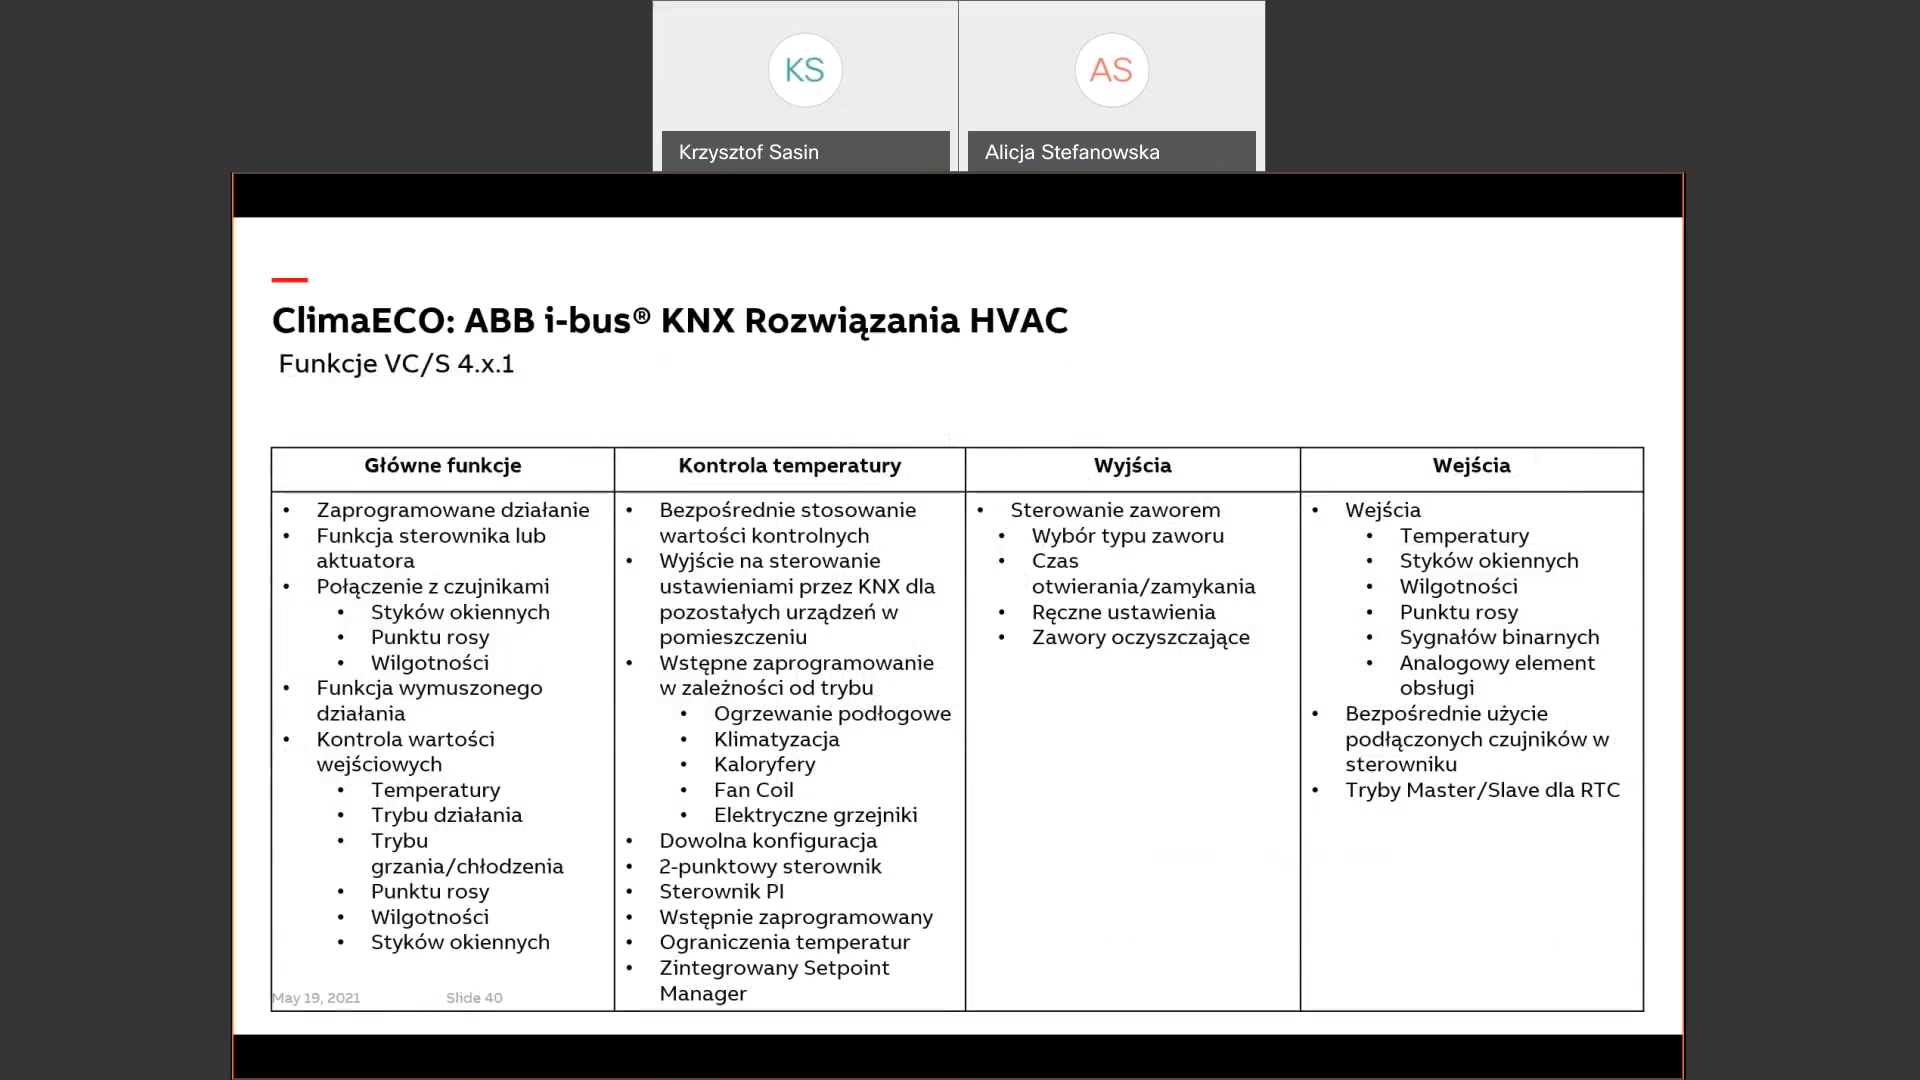 KS
AS
Krzysztof Sasin
Alicja Stefanowska
ClimaECO: ABB i-bus® KNX Rozwiązania HVAC
Funkcje VC/S 4.x.1
Główne funkcje
• Zaprogramowane działanie
• Funkcja sterownika lub
aktuatora
• Połączenie z czujnikami
• Styków okiennych
• Punktu rosy
• Wilgotności
• Funkcja wymuszonego
działania
• Kontrola wartości
wejściowych
• Temperatury
• Trybu działania
• Trybu
grzania/chłodzenia
• Punktu rosy
• Wilgotności
• Styków okiennych
Kontrola temperatury
• Bezpośrednie stosowanie
wartości kontrolnych
• Wyjście na sterowanie
ustawieniami przez KNX dla
pozostałych urządzeń w
pomieszczeniu
• Wstępne zaprogramowanie
w zależności od trybu
• Ogrzewanie podłogowe
• Klimatyzacja
• Kaloryfery
• Fan Coil
• Elektryczne grzejniki
• Dowolna konfiguracja
• 2-punktowy sterownik
• Sterownik PI
• Wstępnie zaprogramowany
• Ograniczenia temperatur
• Zintegrowany Setpoint
Manager
Wyjścia
• Sterowanie zaworem
• Wybór typu zaworu
• Czas
otwierania/zamykania
• Ręczne ustawienia
• Zawory oczyszczające
Wejścia
• Wejścia
• Temperatury
• Styków okiennych
• Wilgotności
• Punktu rosy
• Sygnałów binarnych
• Analogowy element
obsługi
• Bezpośrednie użycie
podłączonych czujników w
sterowniku
• Tryby Master/Slave dla RTC
May 19, 2021
Slide 40